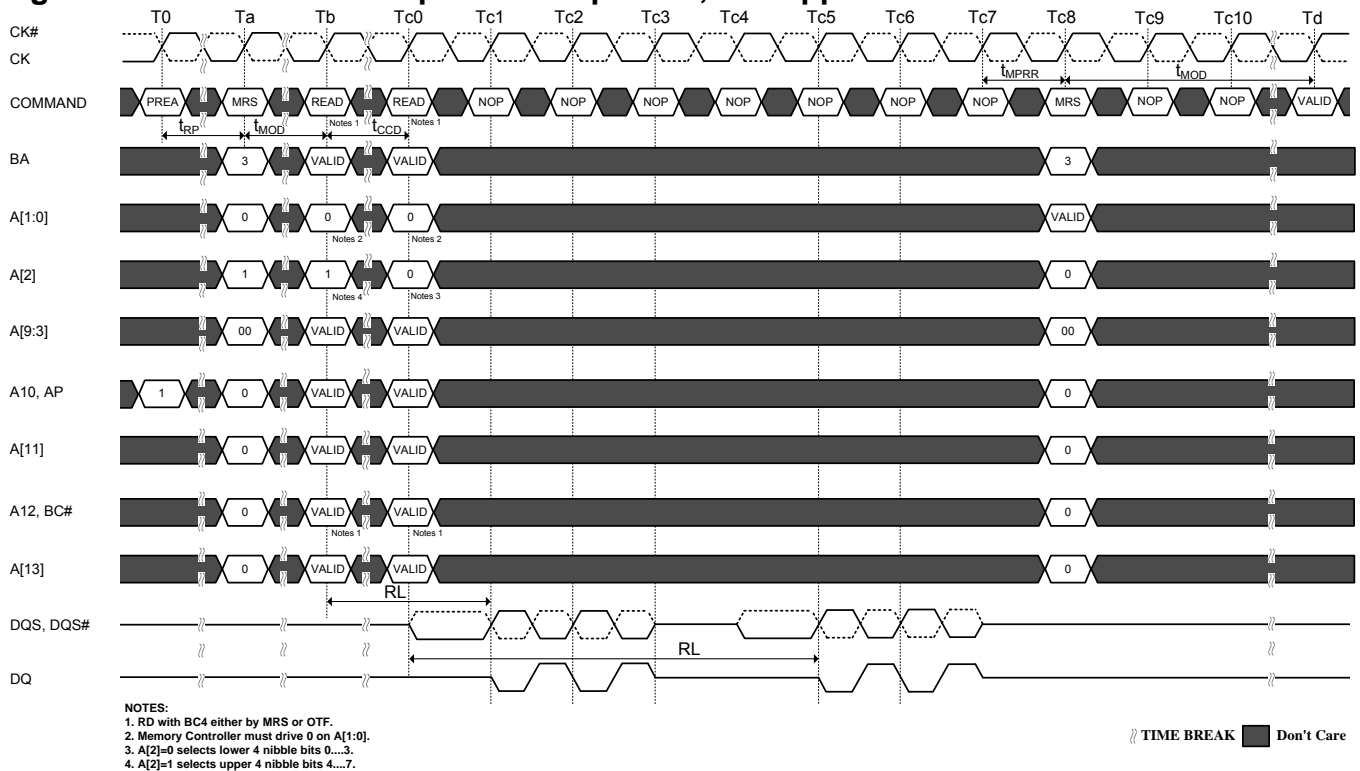 T0 Ta Tb Tc0 Tc1 Tc2 Tc3 Tc4 Tc5 Tc6 Tc7 Tc8 Tc9 Tc10 Td
CK#
CK
tMPRR tMOD
COMMAND PREA MRS READ READ NOP NOP NOP NOP NOP NOP NOP MRS NOP NOP VALID
Notes 1 Notes 1
tRP tMOD tCCD
BA 3 VALID VALID 3
A[1:0] 0 0 0 VALID
Notes 2 Notes 2
A[2] 1 1 0 0
Notes 4 Notes 3
A[9:3] 00 VALID VALID 00
A10, AP 1 0 VALID VALID 0
A[11] 0 VALID VALID 0
A12, BC# 0 VALID VALID 0
Notes 1 Notes 1
A[13] 0 VALID VALID 0
RL
DQS, DQS#
RL
DQ
NOTES:
1. RD with BC4 either by MRS or OTF.
2. Memory Controller must drive 0 on A[1:0].
3. A[2]=0 selects lower 4 nibble bits 0....3.
4. A[2]=1 selects upper 4 nibble bits 4....7.
TIME BREAK Don't Care